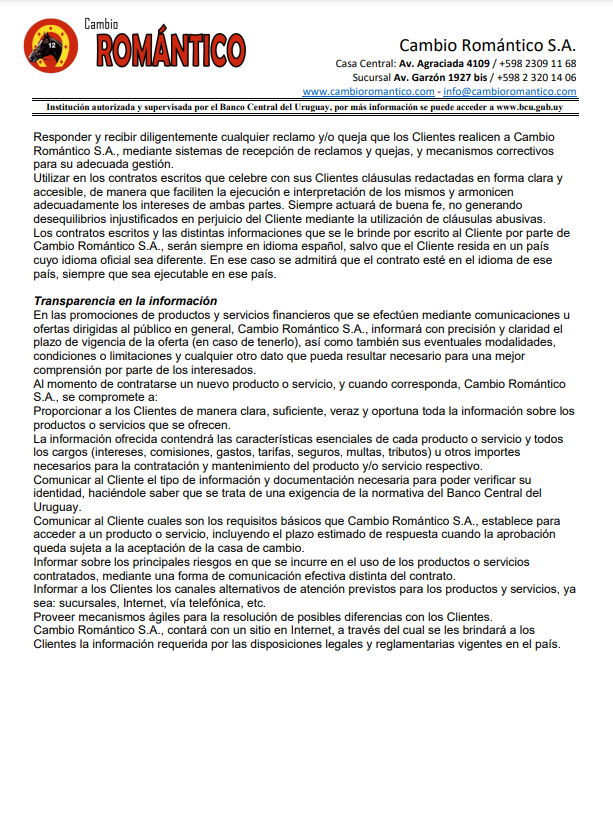 Cambio
ROMÁNTICO
12
Cambio Romántico S.A.
Casa Central: Av. Agraciada 4109 / +598 2309 11 68
Sucursal Av. Garzón 1927 bis / +598 2 320 14 06
www.cambioromantico.com - info@cambioromantico.com
Institución autorizada y supervisada por el Banco Central del Uruguay, por más información se puede acceder a www.bcu.gub.uy
Responder y recibir diligentemente cualquier reclamo y/o queja que los Clientes realicen a Cambio
Romántico S.A., mediante sistemas de recepción de reclamos y quejas, y mecanismos correctivos
para su adecuada gestión.
Utilizar en los contratos escritos que celebre con sus Clientes cláusulas redactadas en forma clara y
accesible, de manera que faciliten la ejecución e interpretación de los mismos y armonicen
adecuadamente los intereses de ambas partes. Siempre actuará de buena fe, no generando
desequilibrios injustificados en perjuicio del Cliente mediante la utilización de cláusulas abusivas.
Los contratos escritos y las distintas informaciones que se le brinde por escrito al Cliente por parte de
Cambio Romántico S.A., serán siempre en idioma español, salvo que el Cliente resida en un país
cuyo idioma oficial sea diferente. En ese caso se admitirá que el contrato esté en el idioma de ese
país, siempre que sea ejecutable en ese país.
Transparencia en la información
En las promociones de productos y servicios financieros que se efectúen mediante comunicaciones u
ofertas dirigidas al público en general, Cambio Romántico S.A., informará con precisión y claridad el
plazo de vigencia de la oferta (en caso de tenerlo), así como también sus eventuales modalidades,
condiciones o limitaciones y cualquier otro dato que pueda resultar necesario para una mejor
comprensión por parte de los interesados.
Al momento de contratarse un nuevo producto o servicio, y cuando corresponda, Cambio Romántico
S.A., se compromete a:
Proporcionar a los Clientes de manera clara, suficiente, veraz y oportuna toda la información sobre los
productos o servicios que se ofrecen.
La información ofrecida contendrá las características esenciales de cada producto o servicio y todos
los cargos (intereses, comisiones, gastos, tarifas, seguros, multas, tributos) u otros importes
necesarios para la contratación y mantenimiento del producto y/o servicio respectivo.
Comunicar al Cliente el tipo de información y documentación necesaria para poder verificar su
identidad, haciéndole saber que se trata de una exigencia de la normativa del Banco Central del
Uruguay.
Comunicar al Cliente cuales son los requisitos básicos que Cambio Romántico S.A., establece para
acceder a un producto o servicio, incluyendo el plazo estimado de respuesta cuando la aprobación
queda sujeta a la aceptación de la casa de cambio.
Informar sobre los principales riesgos en que se incurre en el uso de los productos o servicios
contratados, mediante una forma de comunicación efectiva distinta del contrato.
Informar a los Clientes los canales alternativos de atención previstos para los productos y servicios, ya
sea: sucursales, Internet, vía telefónica, etc.
Proveer mecanismos ágiles para la resolución de posibles diferencias con los Clientes.
Cambio Romántico S.A., contará con un sitio en Internet, a través del cual se les brindará a los
Clientes la información requerida por las disposiciones legales y reglamentarias vigentes en el país.